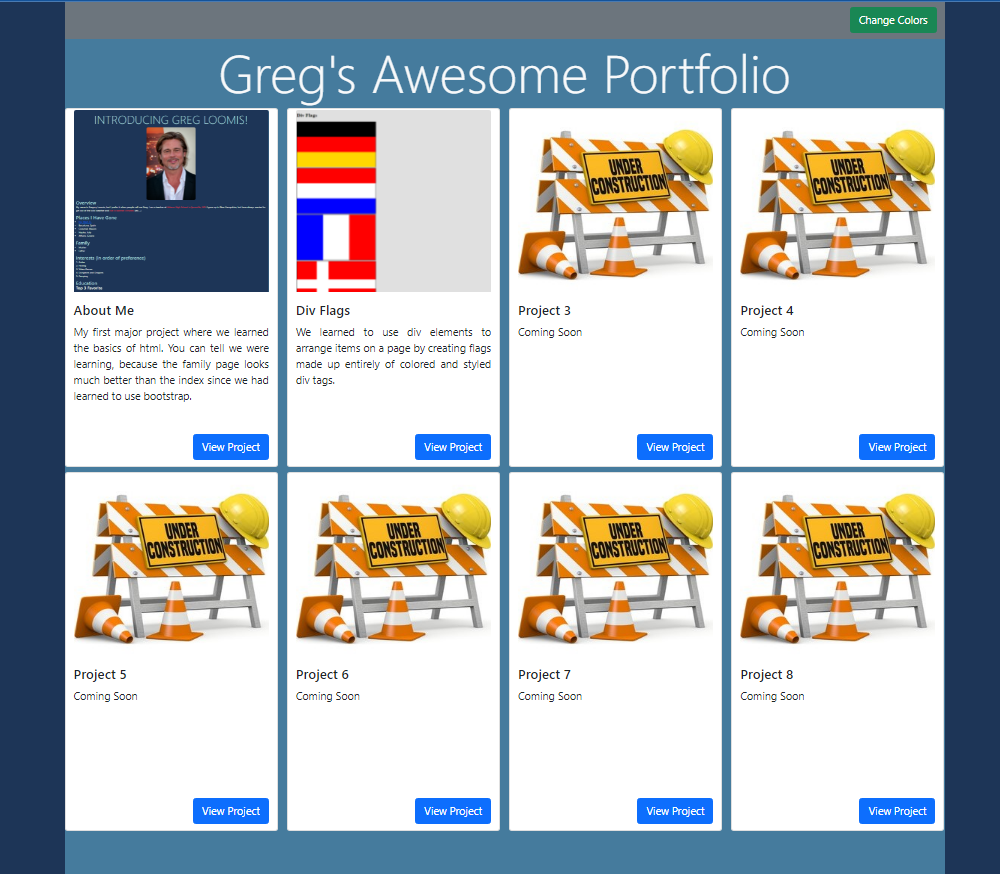 Change Colors
Greg's Awesome Portfolio
INTRODUCING GREG LOOMIS!
Overview
Places I Have Gone
Family
Interests (in order of preference)
Education
Top 3 Favorite
About Me
My first major project where we learned
the basics of html. You can tell we were
learning, because the family page looks
much better than the index since we had
learned to use bootstrap.
View Project
Div Flags
Div Flags
We learned to use div elements to
arrange items on a page by creating flags
made up entirely of colored and styled
div tags.
View Project
UNDER
CONSTRUCTION
Project 3
Coming Soon
View Project
UNDER
CONSTRUCTION
Project 4
Coming Soon
View Project
UNDER
CONSTRUCTION
Project 5
Coming Soon
View Project
UNDER
CONSTRUCTION
Project 6
Coming Soon
View Project
UNDER
CONSTRUCTION
Project 7
Coming Soon
View Project
UNDER
CONSTRUCTION
Project 8
Coming Soon
View Project